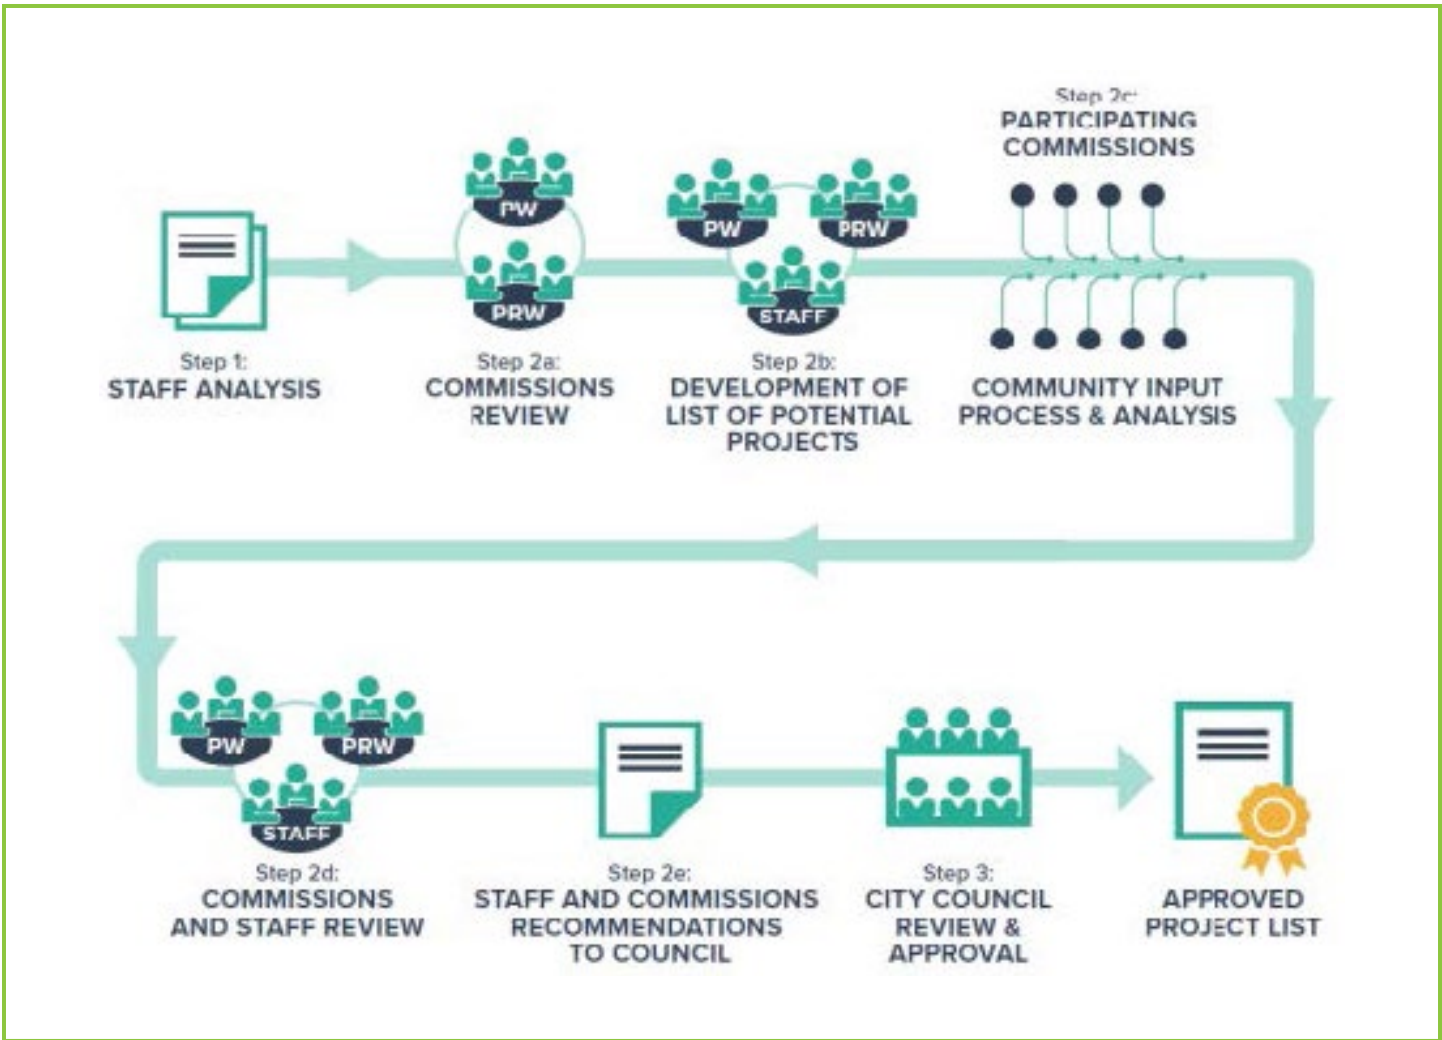 Step 2c:
PARTICIPATING
COMMISSIONS
PW
PRW
PW
PRW
STAFF
Step 1:
STAFF ANALYSIS
Step 2a:
COMMISSIONS
REVIEW
Step 2b:
DEVELOPMENT OF
LIST OF POTENTIAL
PROJECTS
COMMUNITY INPUT
PROCESS & ANALYSIS
PW
PRW
STAFF
Step 2d:
COMMISSIONS
AND STAFF REVIEW
Step 2e:
STAFF AND COMMISSIONS
RECOMMENDATIONS
TO COUNCIL
Step 3:
CITY COUNCIL
REVIEW &
APPROVAL
APPROVED
PROJECT LIST